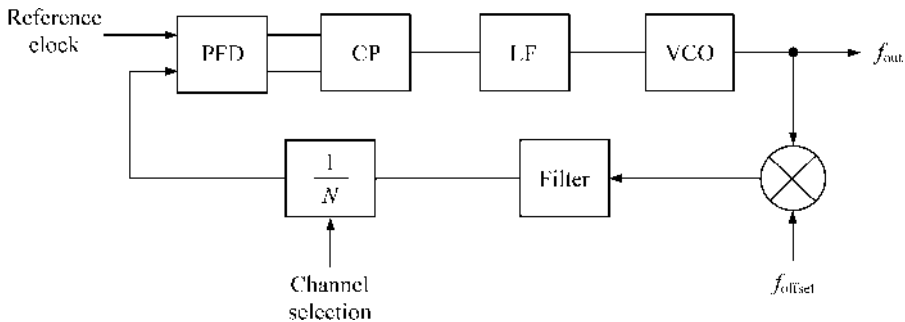 Reference
clock
PFD
CP
LF
VCO
fout
1
N
Filter
Channel
selection
foffset